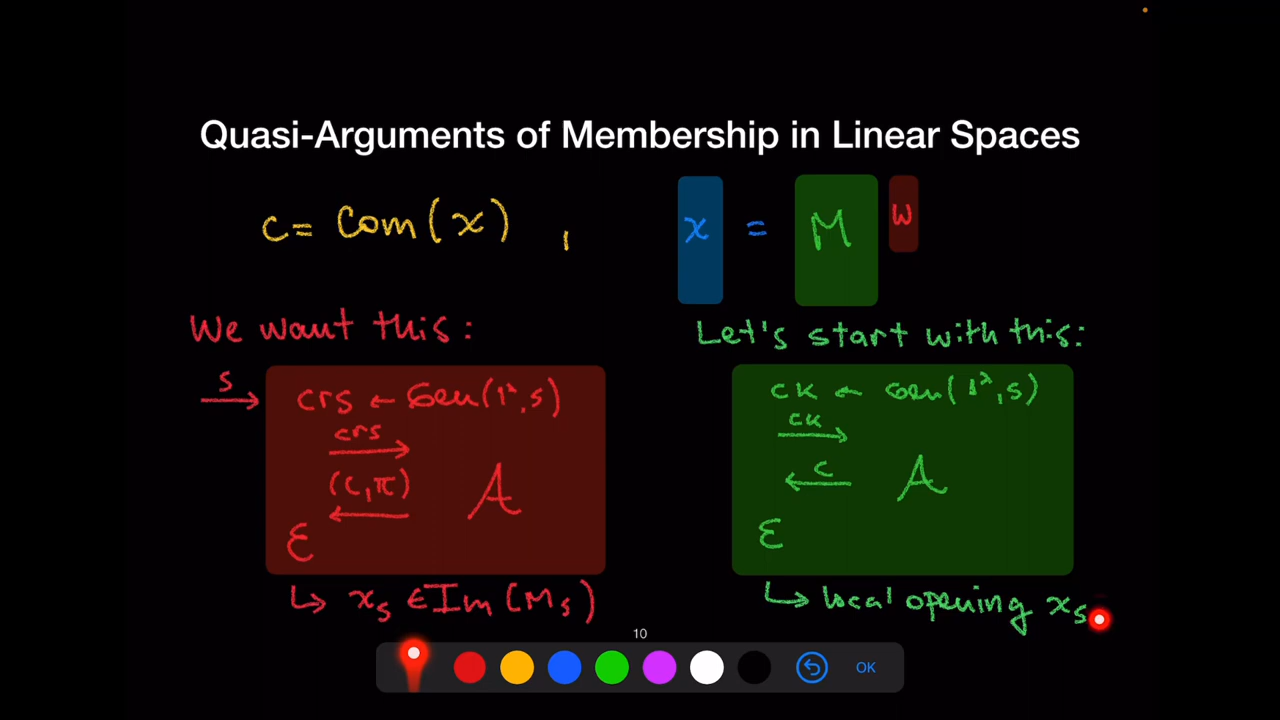 Quasi-Arguments of Membership in Linear Spaces
c = Com(x) , x = M w
We want this:
s
crs ← Gen(1^λ, s)
crs
(c, π)
A
ε
↳ x_s ∈ Im(M_s)
Let's start with this:
ck ← Gen(1^λ, s)
ck
c
A
ε
↳ local opening x_s
10
OK